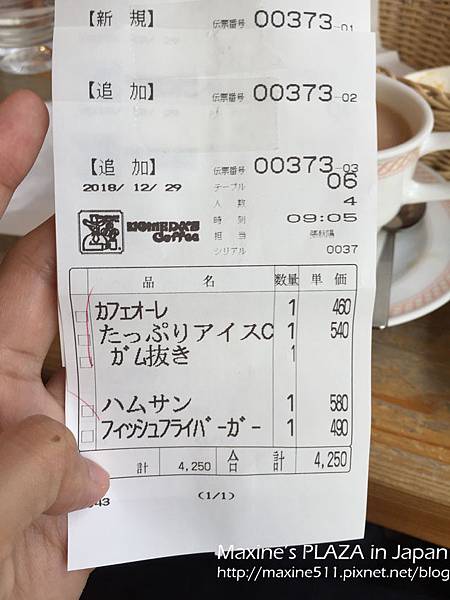 【新 規】 伝票番号 00373-01
【追 加】 伝票番号 00373-02
【追 加】 伝票番号 00373-03
2018/ 12/ 29 テーブル 06
人 数 4
時 刻 09:05
KOMEDA'S Coffee 担 当
シリアル 0037
品 名 数量 単 価
カフェオーレ 1 460
たっぷりアイスC 1 540
ガム抜き 1
ハムサン 1 580
フィッシュフライバーガー 1 490
計 4,250 合 計 4,250
(1/1)
43
Maxine's PLAZA in Japan
http://maxine511.pixnet.net/blog